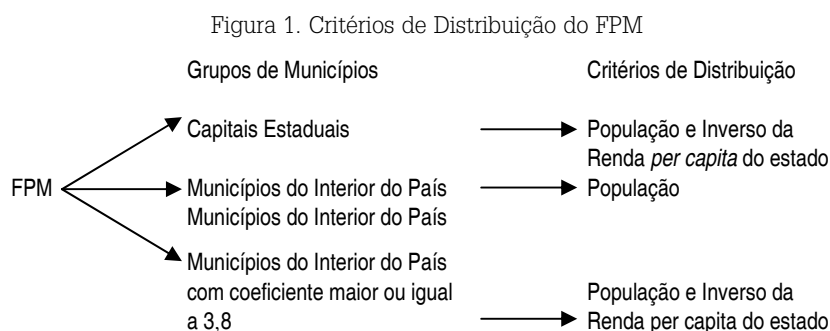 Figura 1. Critérios de Distribuição do FPM
Grupos de Municípios
Critérios de Distribuição
Capitais Estaduais
População e Inverso da
Renda per capita do estado
FPM
Municípios do Interior do País
População
Municípios do Interior do País
Municípios do Interior do País
com coeficiente maior ou igual
a 3,8
População e Inverso da
Renda per capita do estado